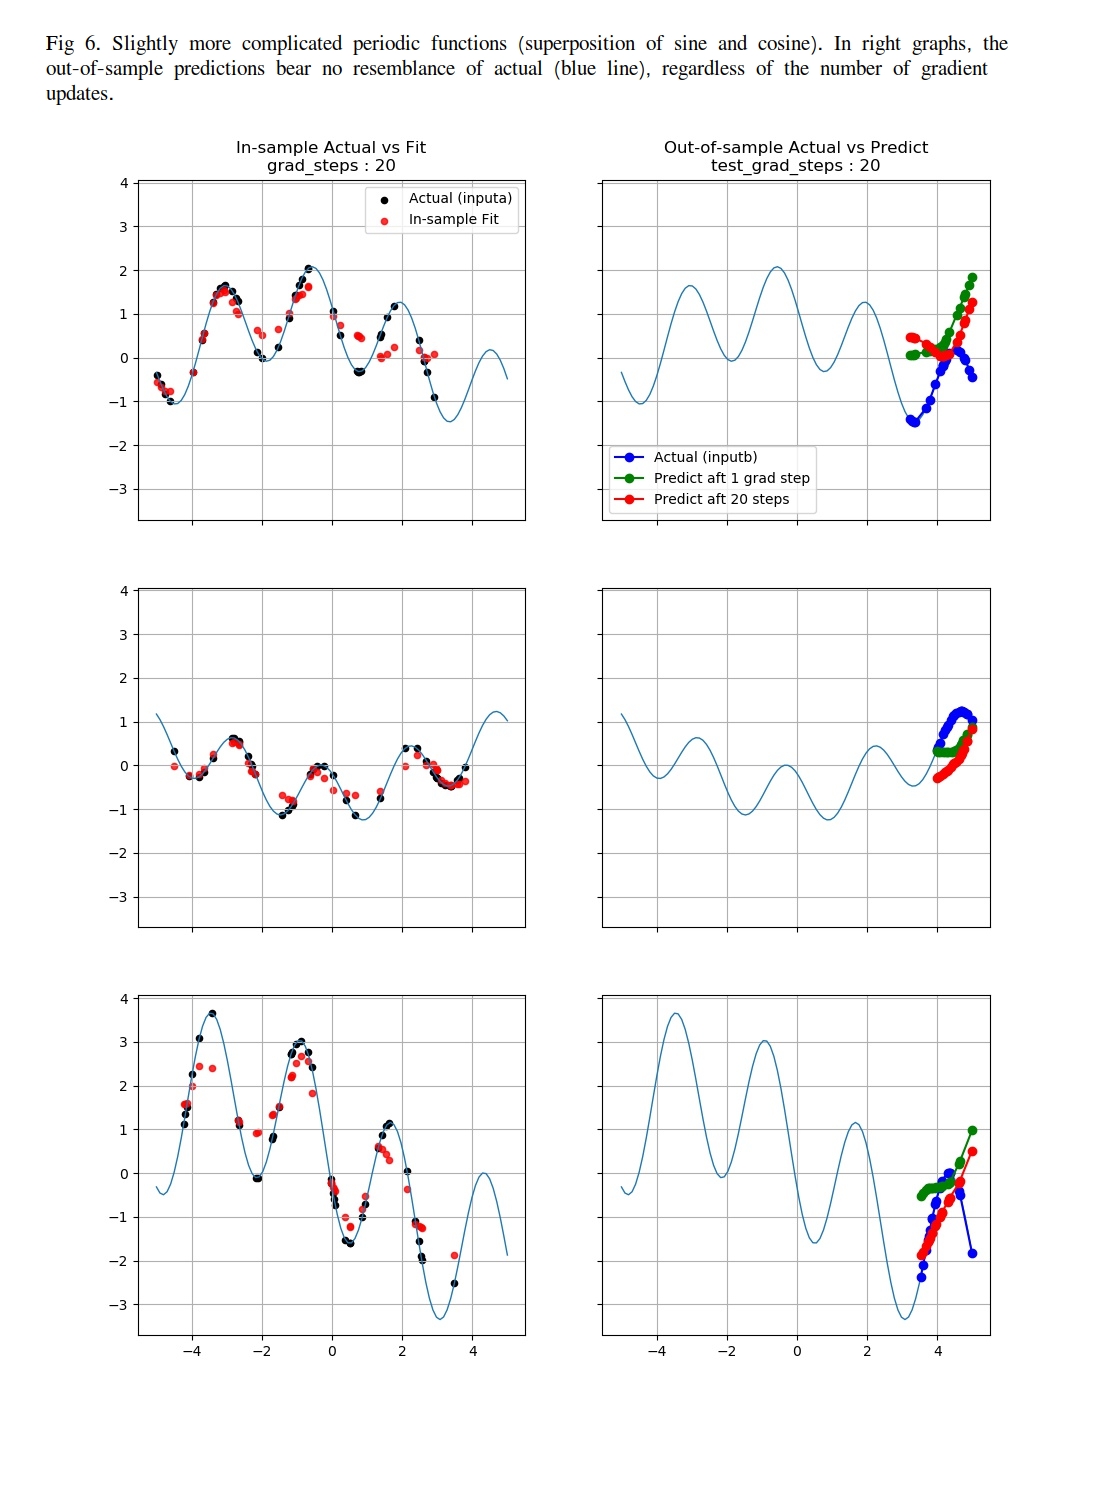 Fig 6. Slightly more complicated periodic functions (superposition of sine and cosine). In right graphs, the
out-of-sample predictions bear no resemblance of actual (blue line), regardless of the number of gradient
updates.
In-sample Actual vs Fit
grad_steps : 20
4
3
2
1
0
−1
−2
−3
Actual (inputa)
In-sample Fit
Out-of-sample Actual vs Predict
test_grad_steps : 20
Actual (inputb)
Predict aft 1 grad step
Predict aft 20 steps
4
3
2
1
0
−1
−2
−3
4
3
2
1
0
−1
−2
−3
−4 −2 0 2 4
−4 −2 0 2 4